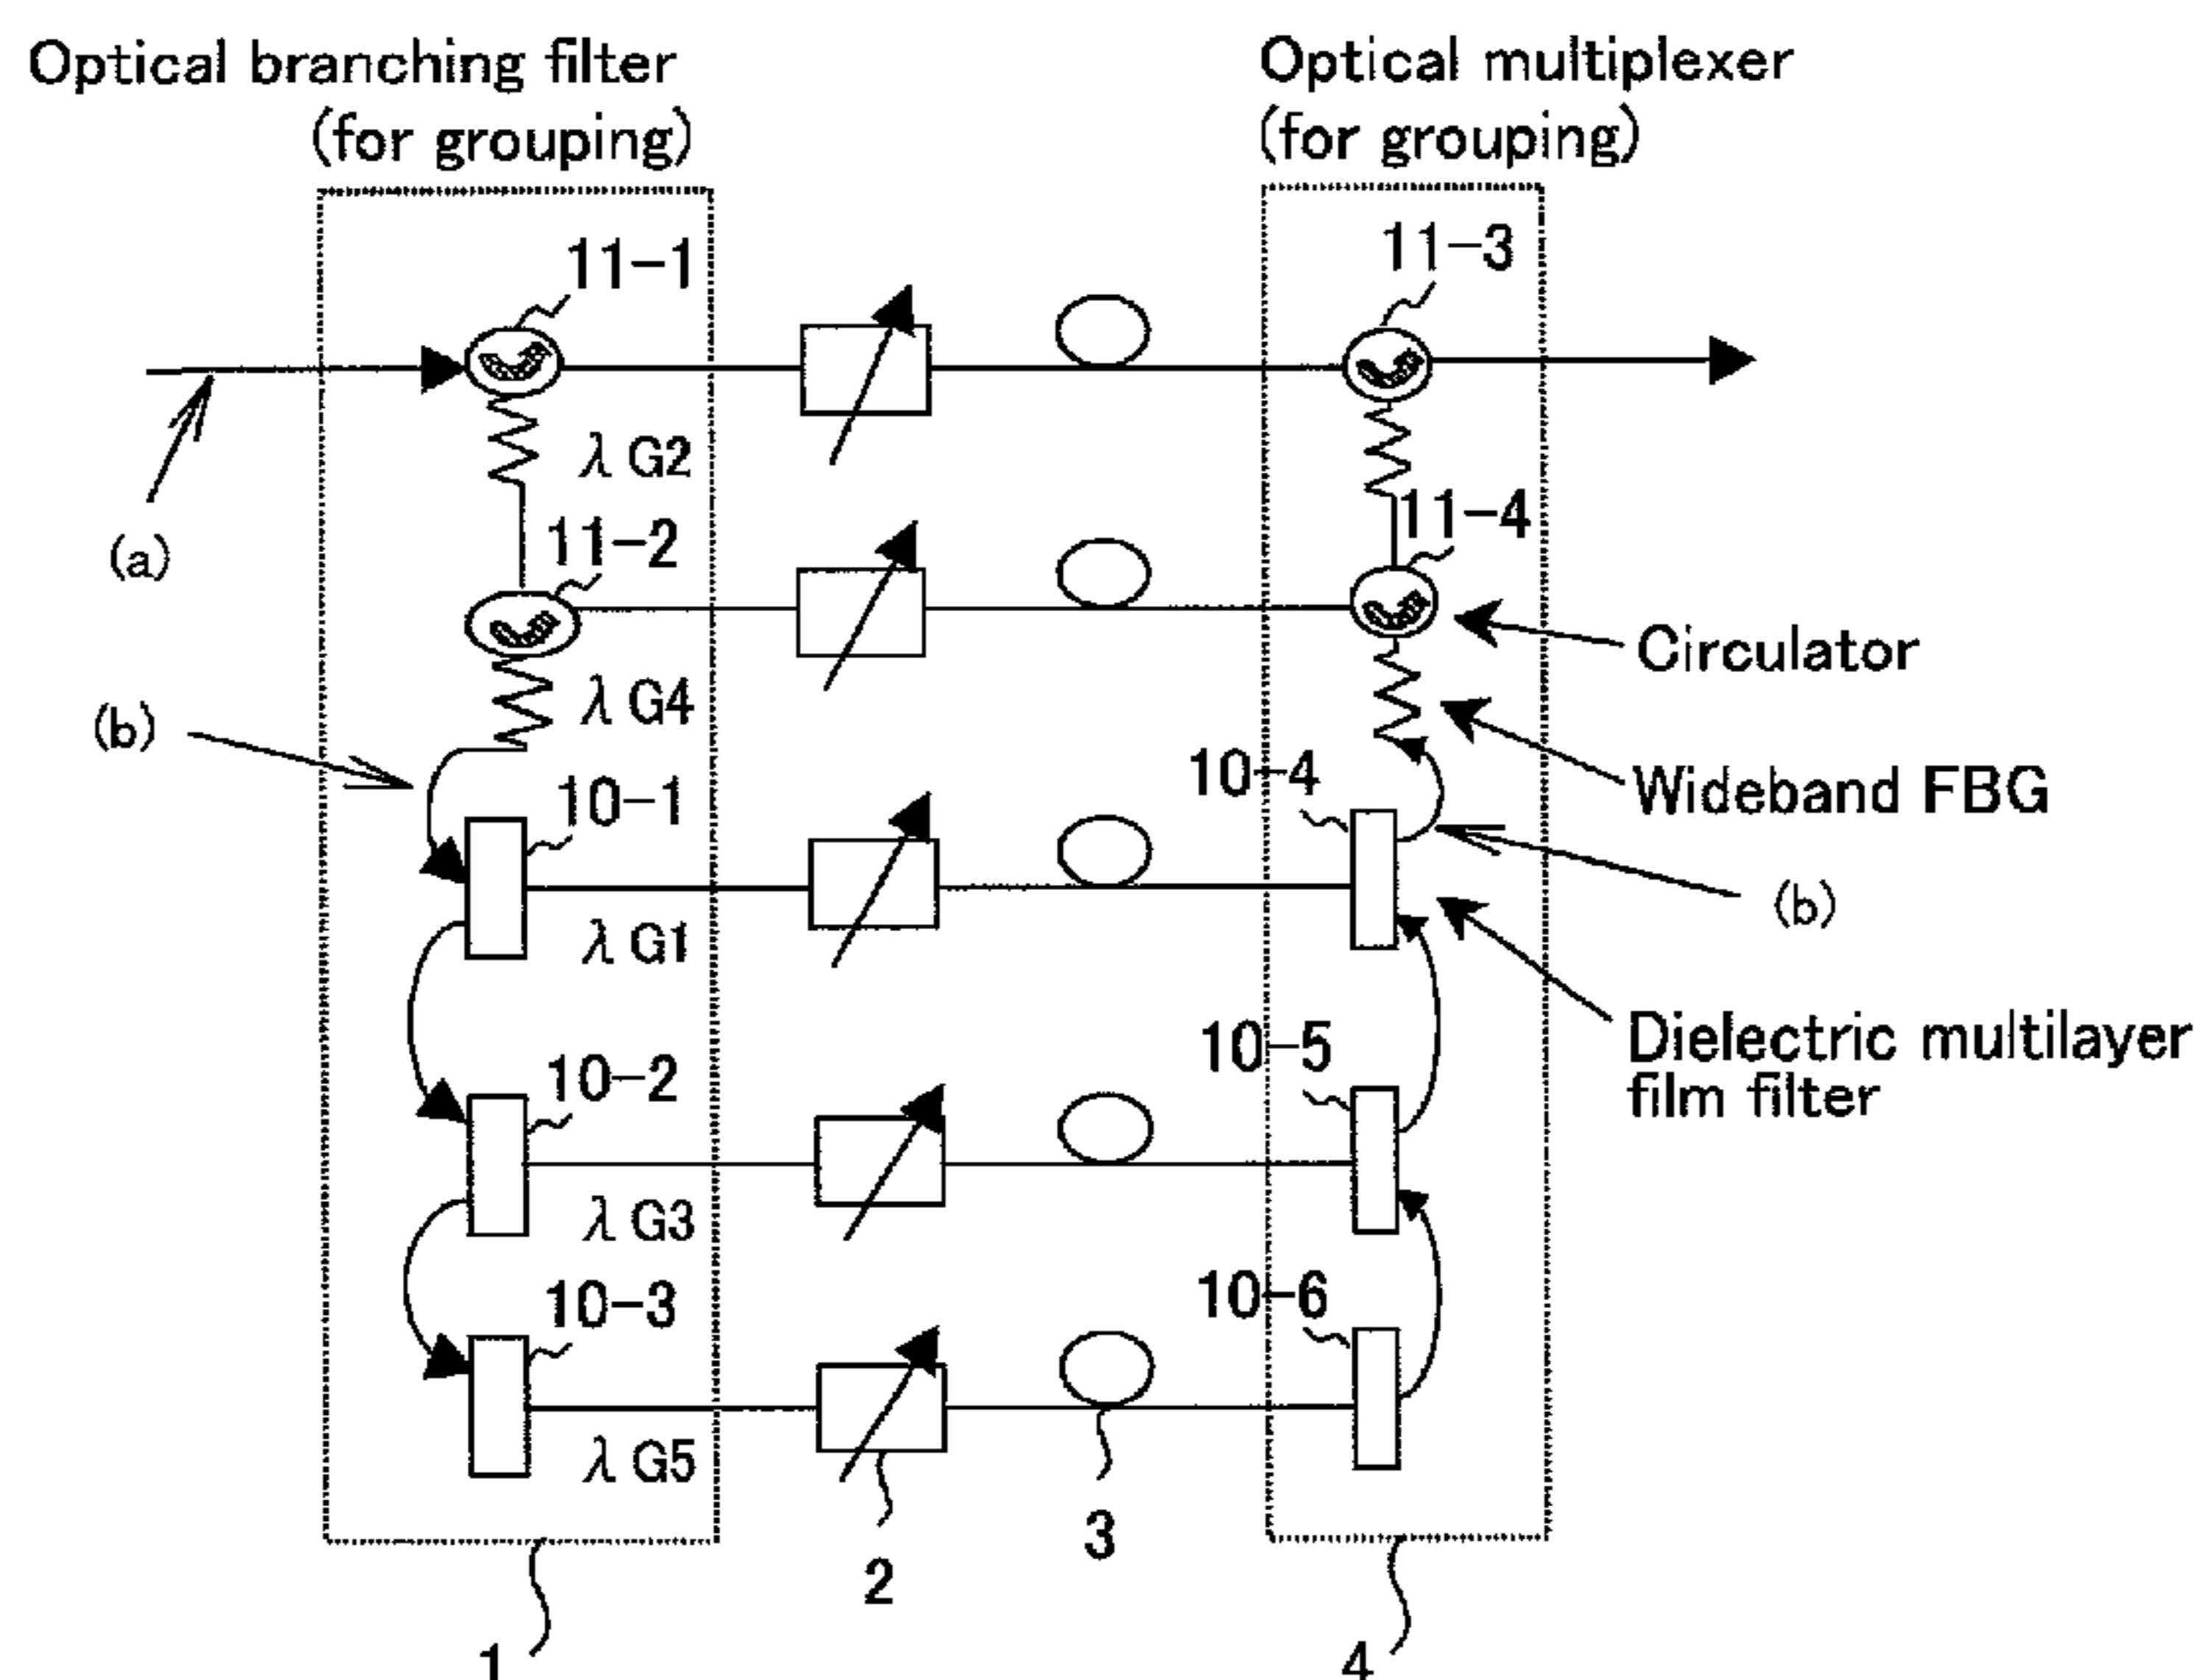 Optical branching filter
(for grouping)
Optical multiplexer
(for grouping)
11-1
11-3
λ G2
11-2
11-4
(a)
Circulator
λ G4
(b)
10-1
10-4
Wideband FBG
(b)
λ G1
10-2
10-5
Dielectric multilayer
film filter
λ G3
10-3
10-6
λ G5
2
3
1
4